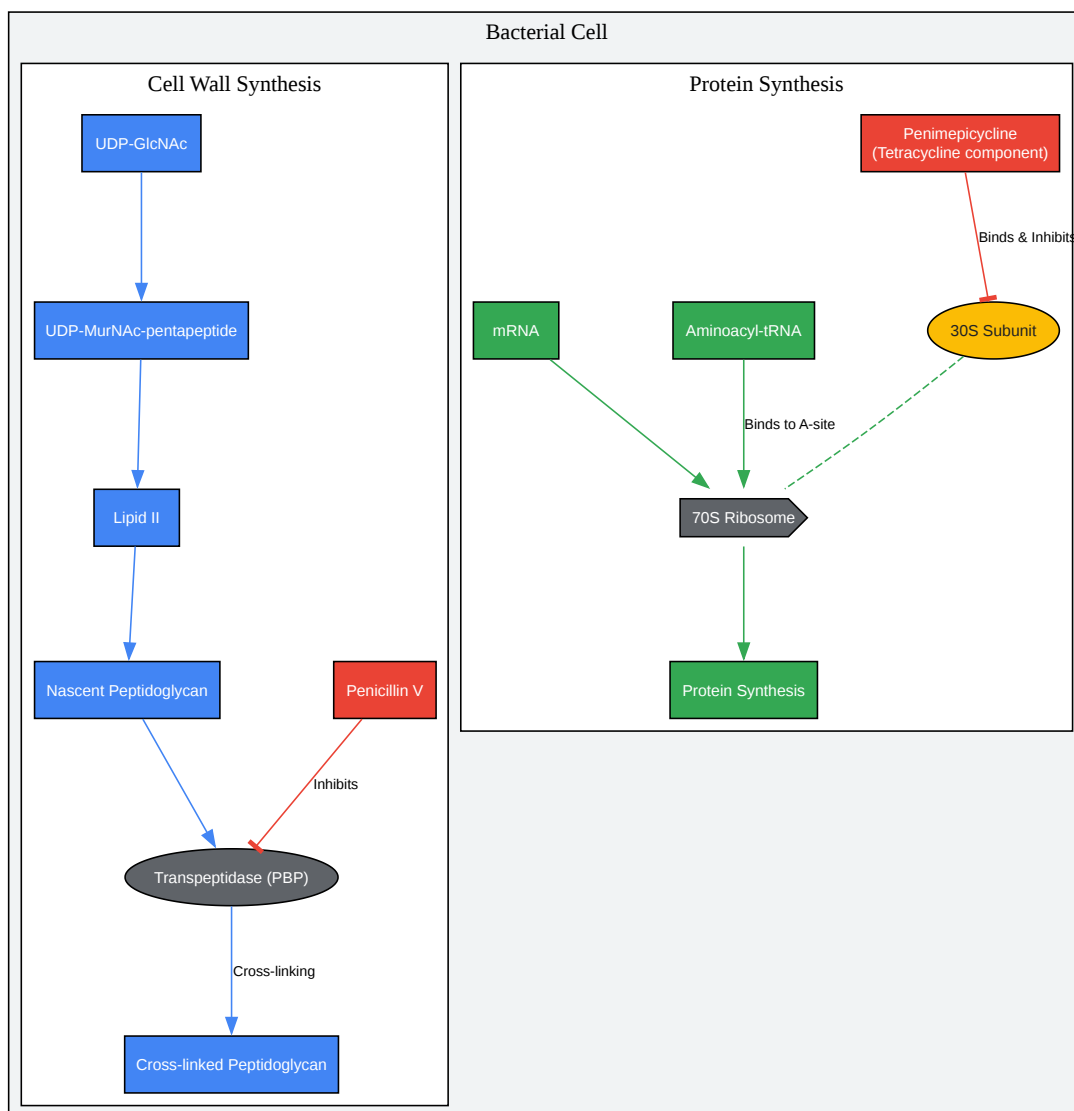 Bacterial Cell
Cell Wall Synthesis
UDP-GlcNAc
UDP-MurNAc-pentapeptide
Lipid II
Nascent Peptidoglycan
Penicillin V
Inhibits
Transpeptidase (PBP)
Cross-linking
Cross-linked Peptidoglycan
Protein Synthesis
Penimepicycline
(Tetracycline component)
Binds & Inhibits
mRNA
Aminoacyl-tRNA
30S Subunit
Binds to A-site
70S Ribosome
Protein Synthesis